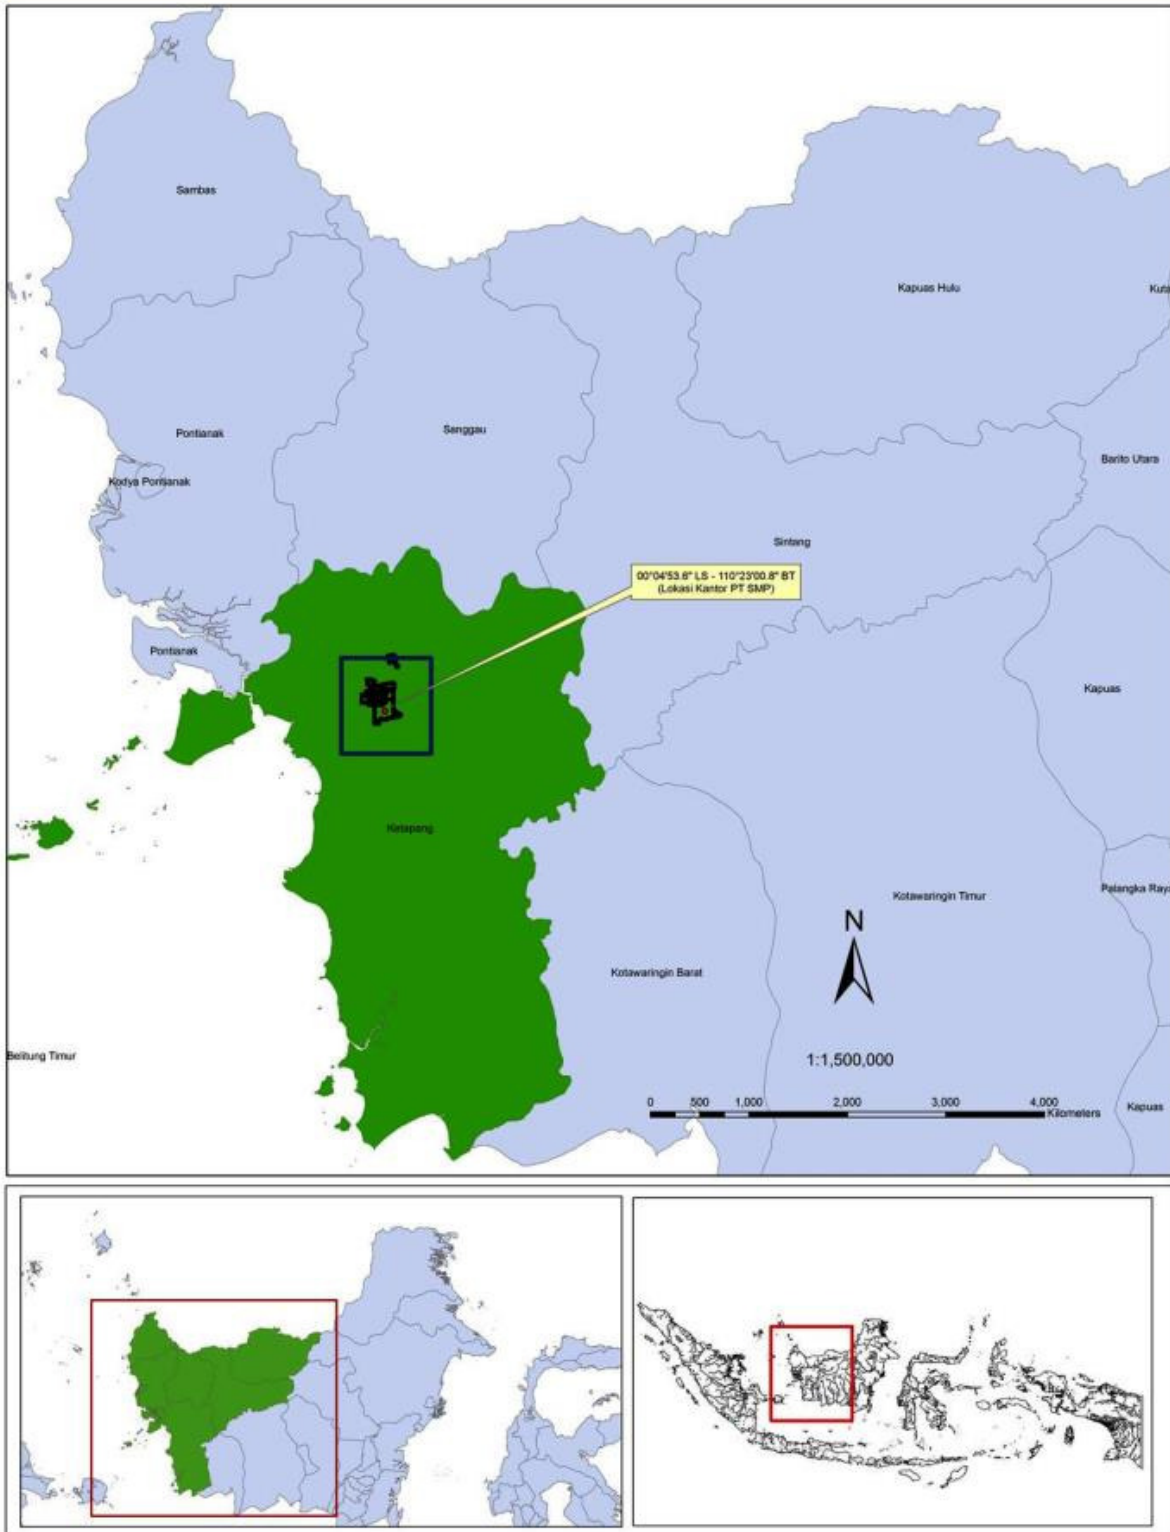 Sambas
Kapuas Hulu
Kuta
Pontianak
Sanggau
Barito Utara
Kodya Pontianak
Sintang
00°04'53.6" LS - 110°23'00.8" BT
(Lokasi Kantor PT SMP)
Pontianak
Kapuas
Ketapang
Palangka Raya
Kotawaringin Timur
N
Kotawaringin Barat
Belitung Timur
1:1,500,000
0 500 1,000 2,000 3,000 4,000
Kilometers
Kapuas